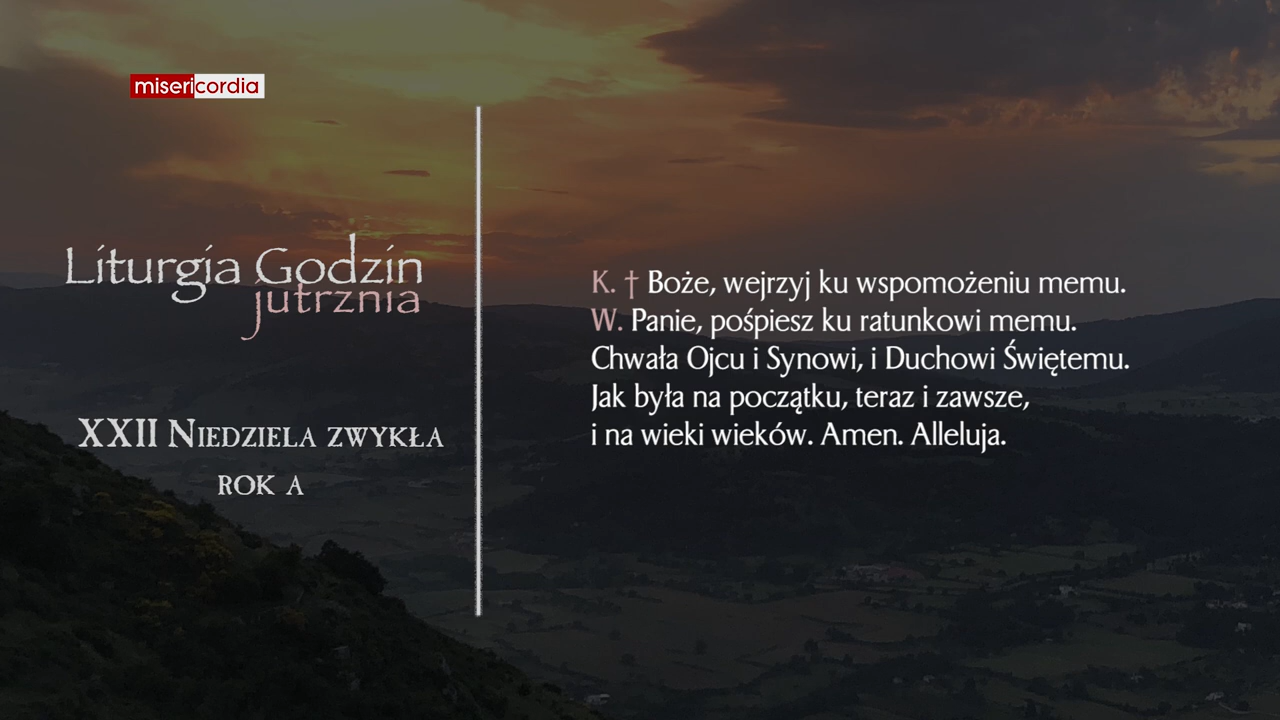 misericordia
Liturgia Godzin
jutrznia
XXII Niedziela zwykła
rok A
K. † Boże, wejrzyj ku wspomożeniu memu.
W. Panie, pośpiesz ku ratunkowi memu.
Chwała Ojcu i Synowi, i Duchowi Świętemu.
Jak była na początku, teraz i zawsze,
i na wieki wieków. Amen. Alleluja.